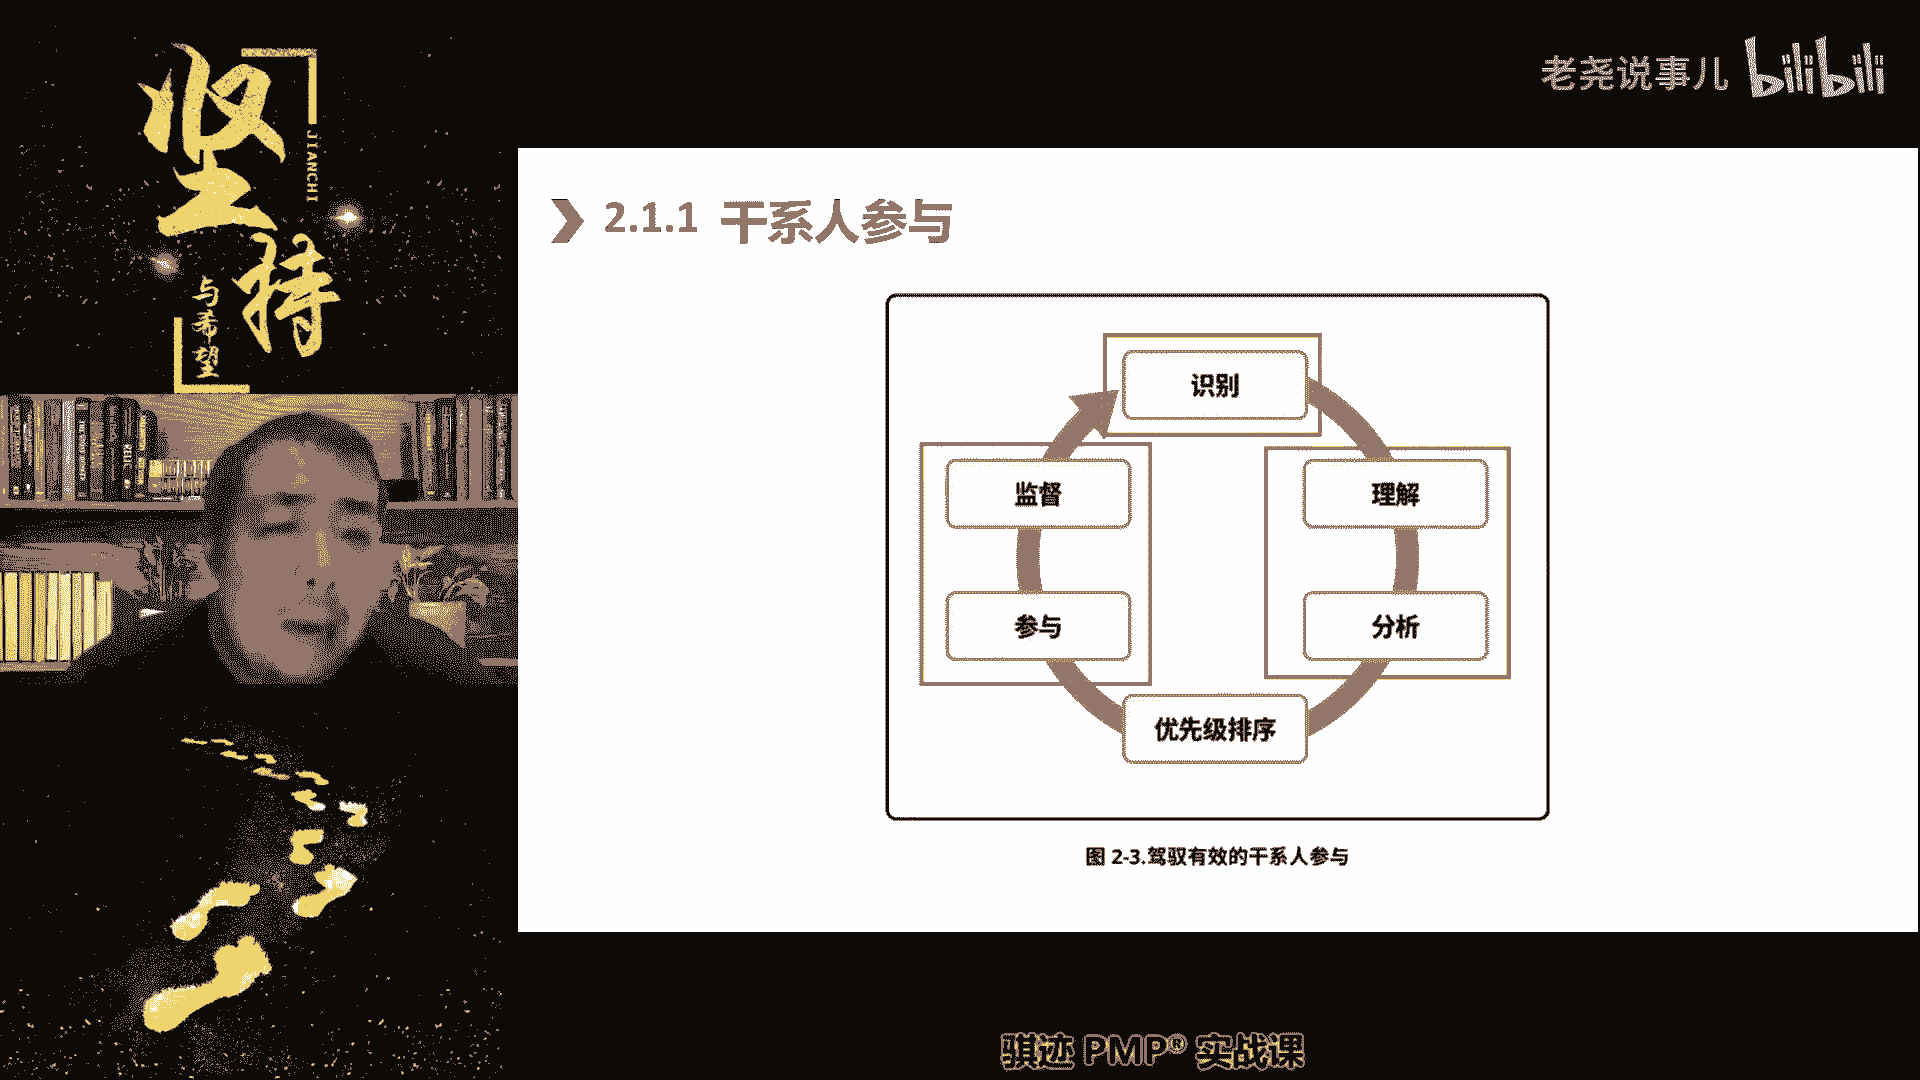 坚持
JIANCHI
与希望
老尧说事儿 bilibili
2.1.1 干系人参与
识别
监督
理解
参与
分析
优先级排序
图 2-3.驾驭有效的干系人参与
骐迹 PMP® 实战课